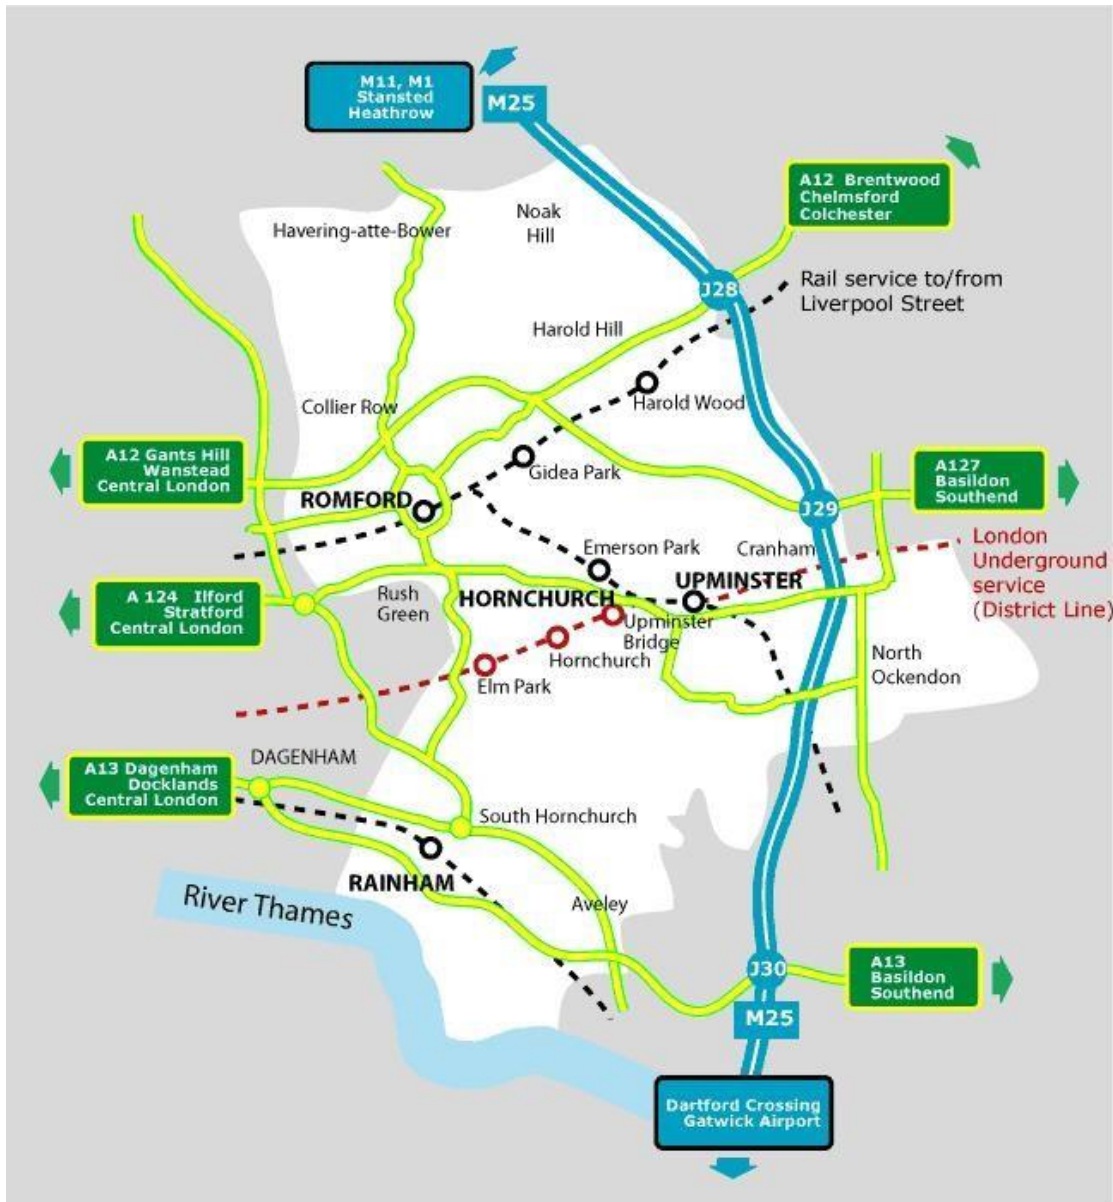 M11, M1
Stansted
Heathrow
M25
A12 Brentwood
Chelmsford
Colchester
Noak
Hill
Havering-atte-Bower
J28
Rail service to/from
Liverpool Street
Harold Hill
Harold Wood
Collier Row
A12 Gants Hill
Wanstead
Central London
Gidea Park
ROMFORD
A127
Basildon
Southend
J29
London
Underground
service
(District Line)
Emerson Park
Cranham
UPMINSTER
A 124 Ilford
Stratford
Central London
Rush
Green
HORNCHURCH
Upminster
Bridge
Hornchurch
Elm Park
North
Ockendon
DAGENHAM
A13 Dagenham
Docklands
Central London
South Hornchurch
RAINHAM
River Thames
Aveley
J30
A13
Basildon
Southend
M25
Dartford Crossing
Gatwick Airport